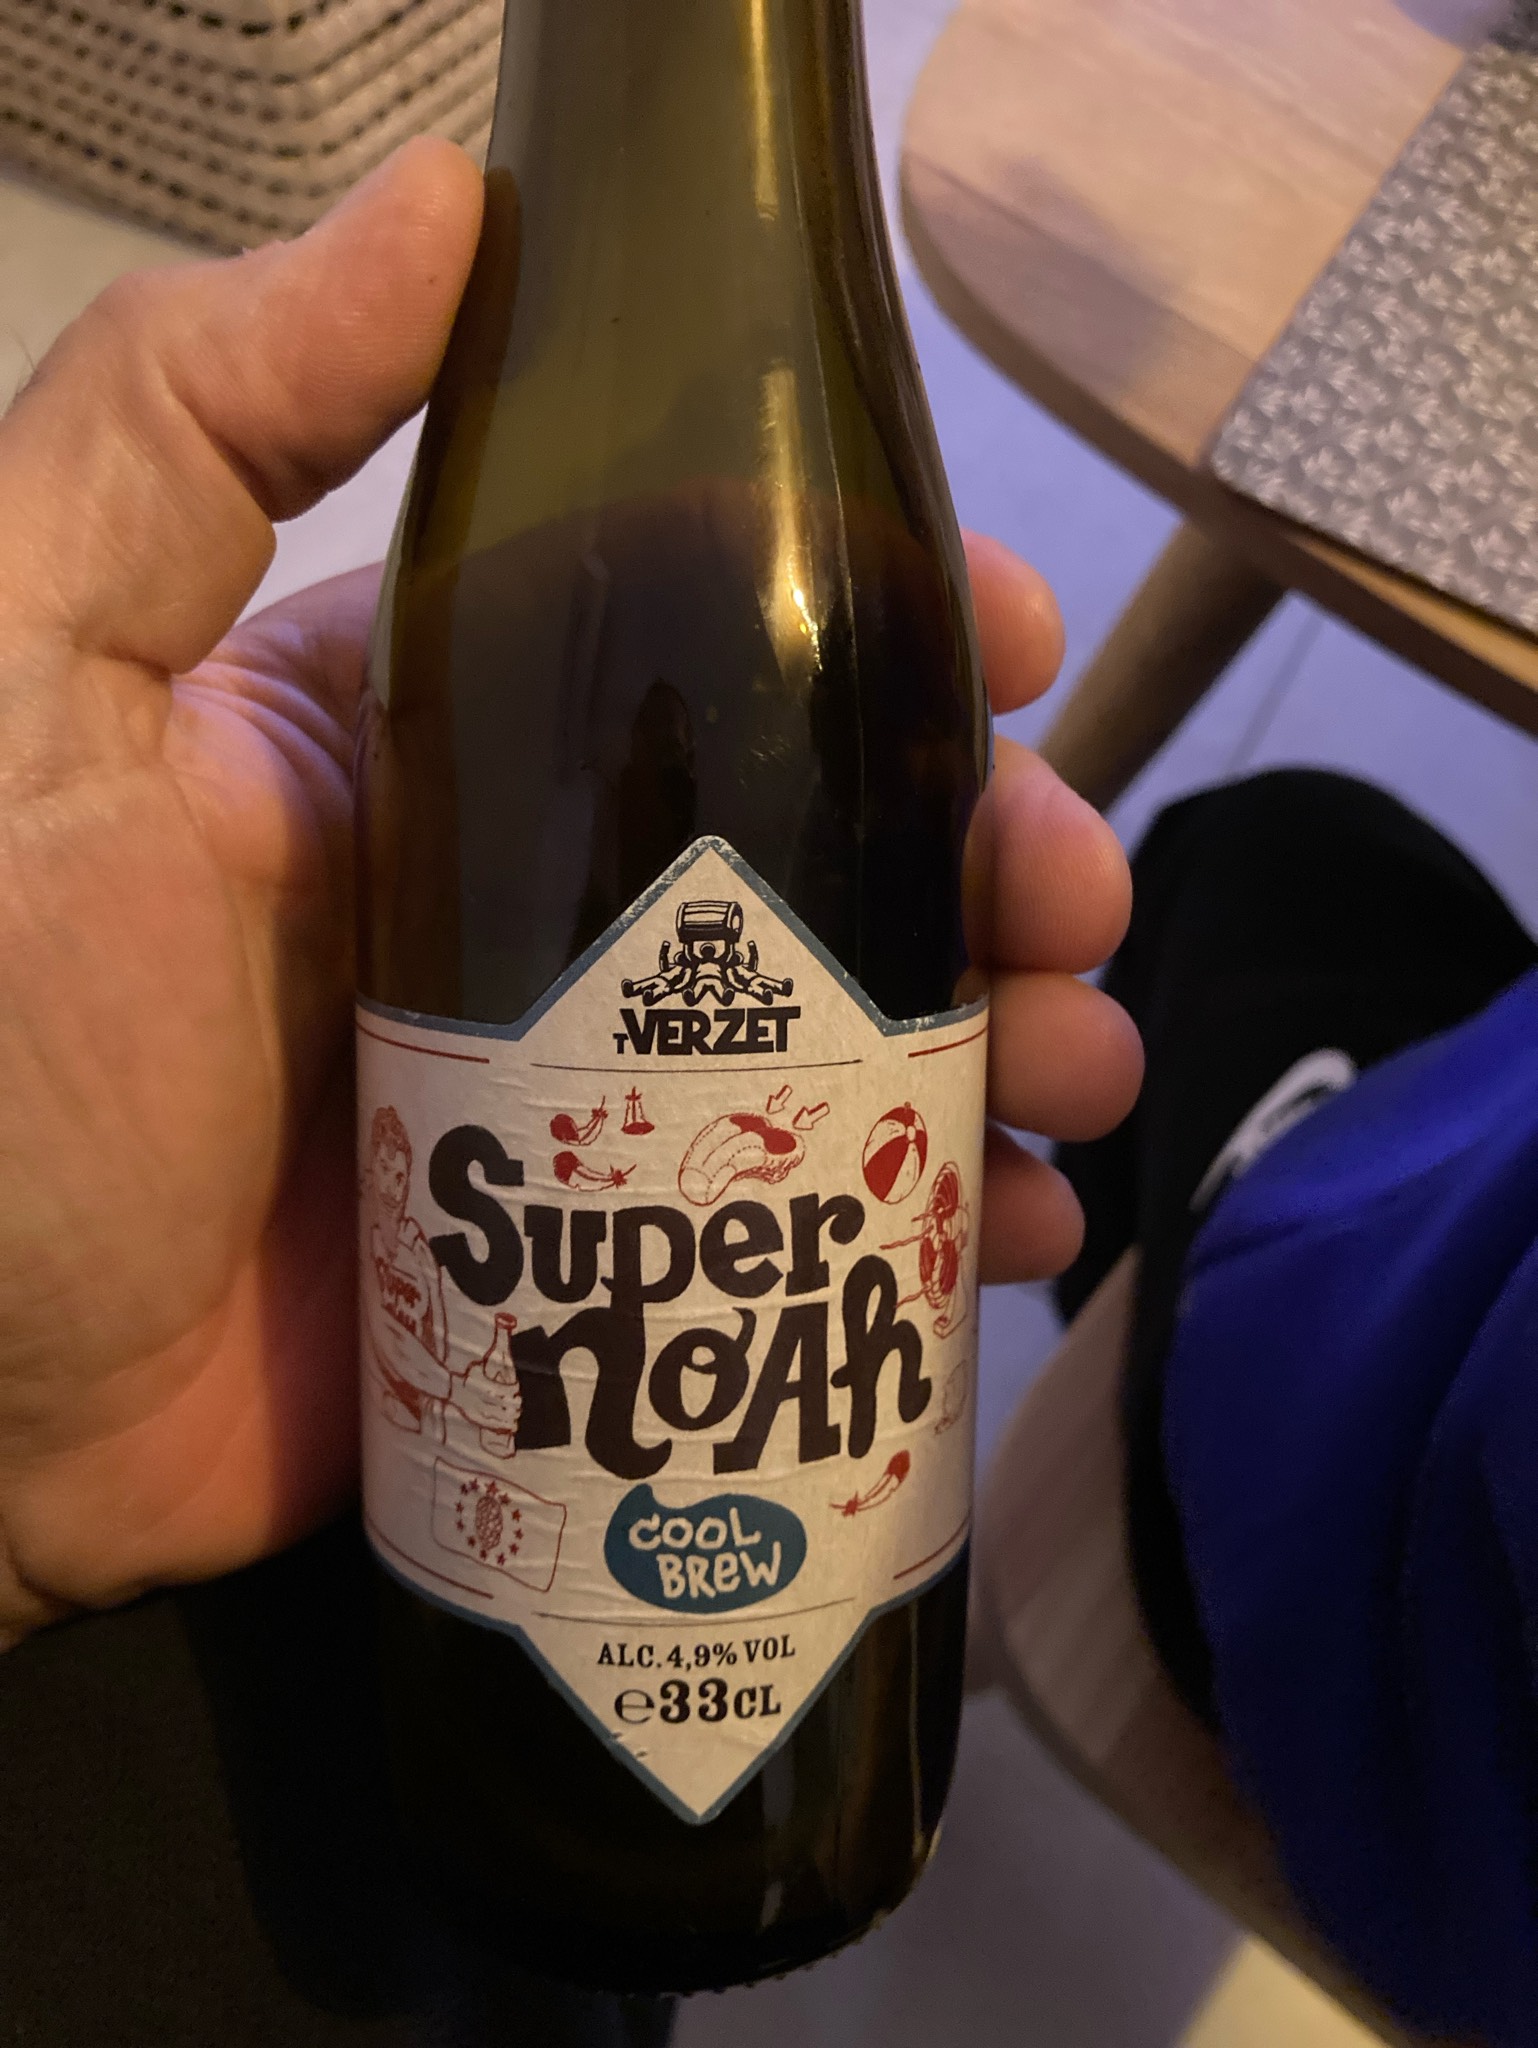 'T VERZET
Super
noAh
COOL
BREW
ALC. 4,9% VOL
℮33CL